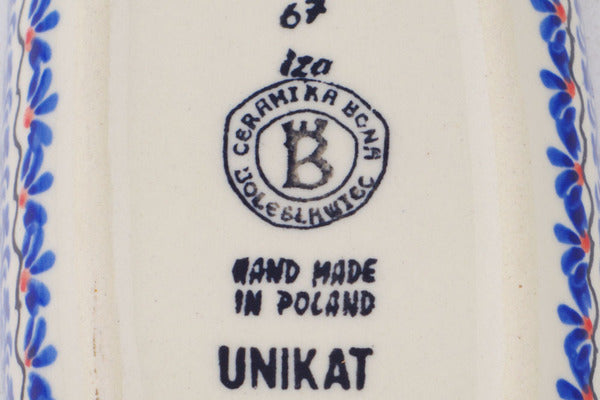 67
Iza
CERAMIKA BONA
BOLESŁAWIEC
B
HAND MADE
IN POLAND
UNIKAT